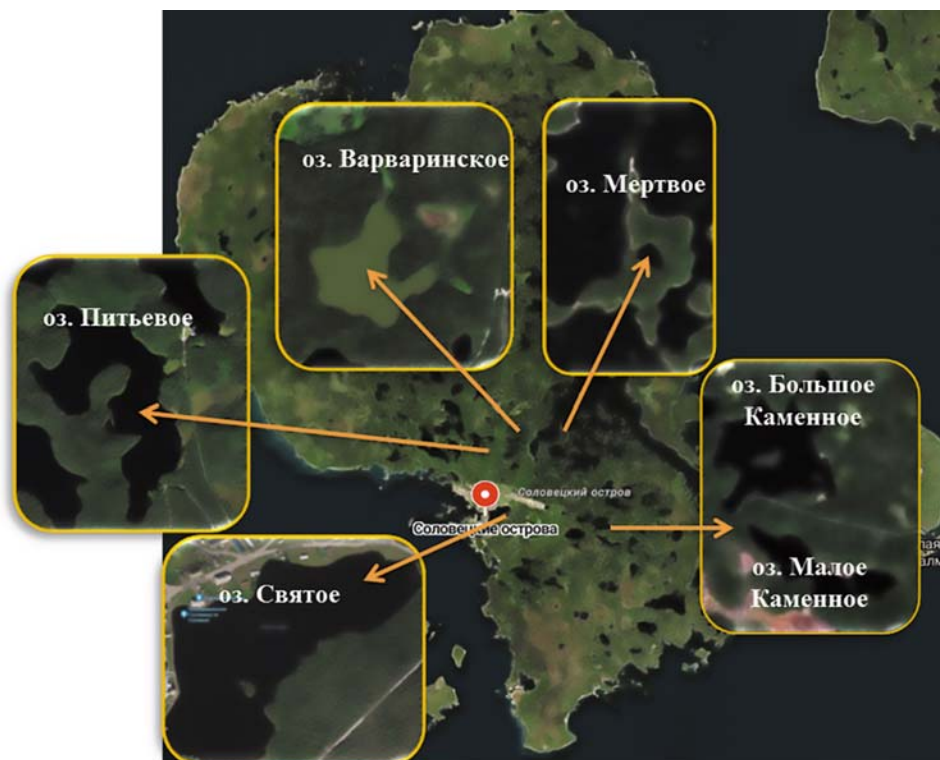 оз. Варваринское
оз. Мертвое
оз. Питьевое
оз. Большое
Каменное
Соловецкий остров
Соловецкие острова
оз. Малое
Каменное
оз. Святое